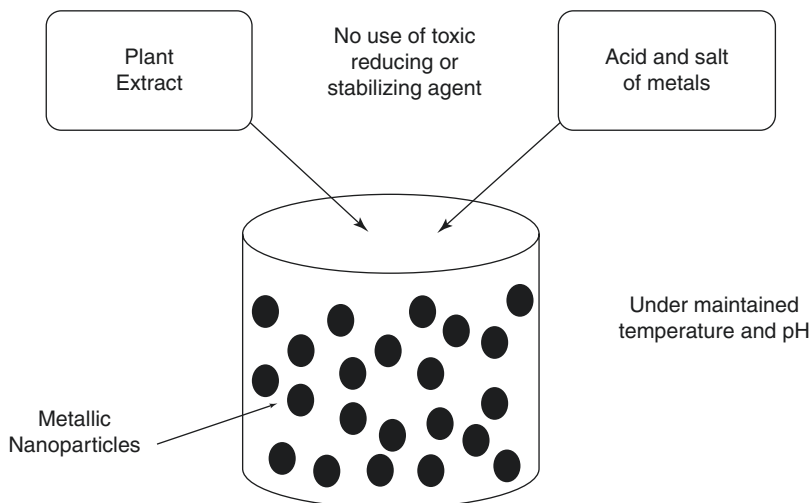 Plant
Extract
No use of toxic
reducing or
stabilizing agent
Acid and salt
of metals
Under maintained
temperature and pH
Metallic
Nanoparticles